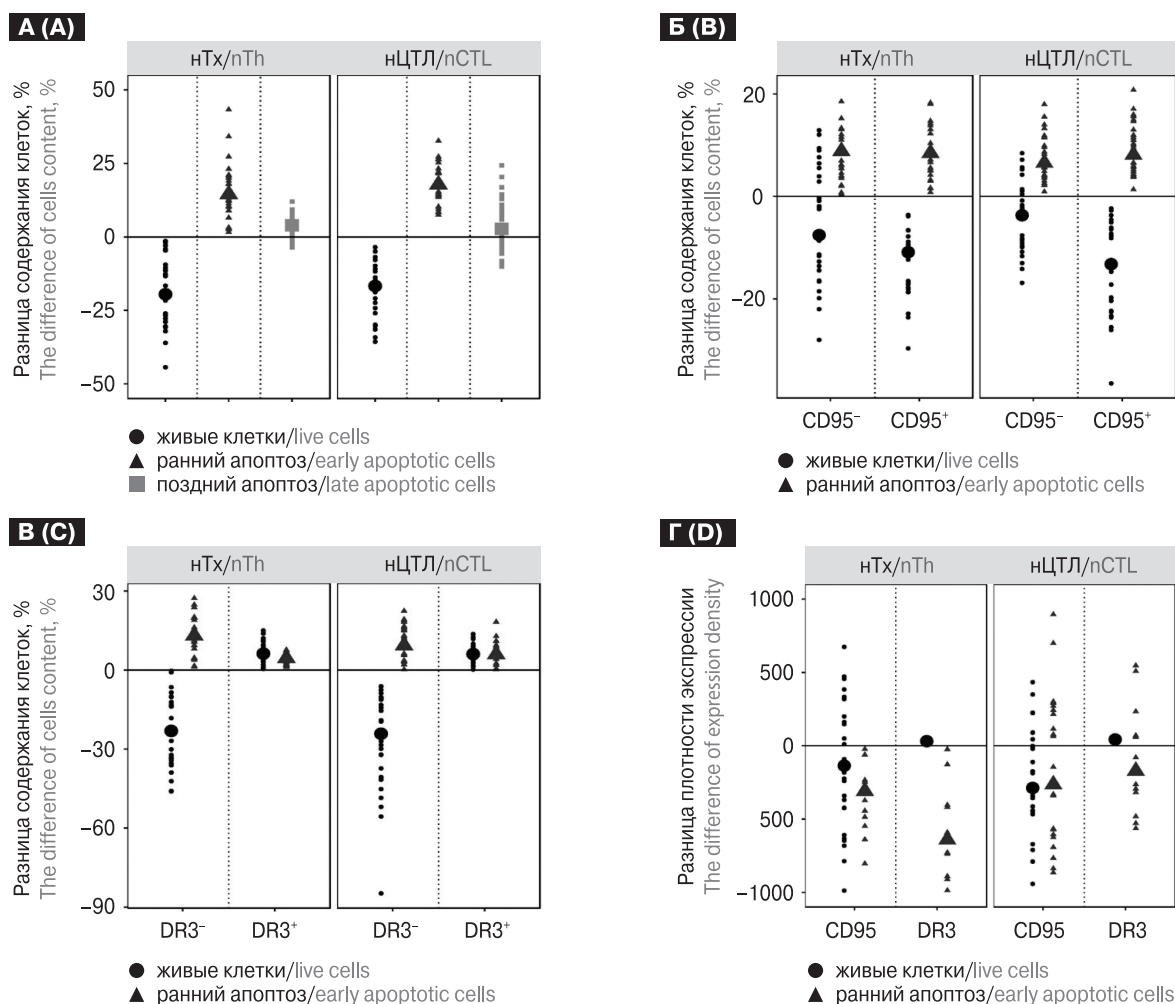 А (A)
нТх/nTh
нЦТЛ/nCTL
Разница содержания клеток, %
The difference of cells content, %
50
25
0
−25
−50
живые клетки/live cells
ранний апоптоз/early apoptotic cells
поздний апоптоз/late apoptotic cells
Б (B)
нТх/nTh
нЦТЛ/nCTL
Разница содержания клеток, %
The difference of cells content, %
20
0
−20
CD95⁻
CD95⁺
CD95⁻
CD95⁺
живые клетки/live cells
ранний апоптоз/early apoptotic cells
В (C)
нТх/nTh
нЦТЛ/nCTL
Разница содержания клеток, %
The difference of cells content, %
30
0
−30
−60
−90
DR3⁻
DR3⁺
DR3⁻
DR3⁺
живые клетки/live cells
ранний апоптоз/early apoptotic cells
Г (D)
нТх/nTh
нЦТЛ/nCTL
Разница плотности экспрессии
The difference of expression density
1000
500
0
500
−1000
CD95
DR3
CD95
DR3
живые клетки/live cells
ранний апоптоз/early apoptotic cells